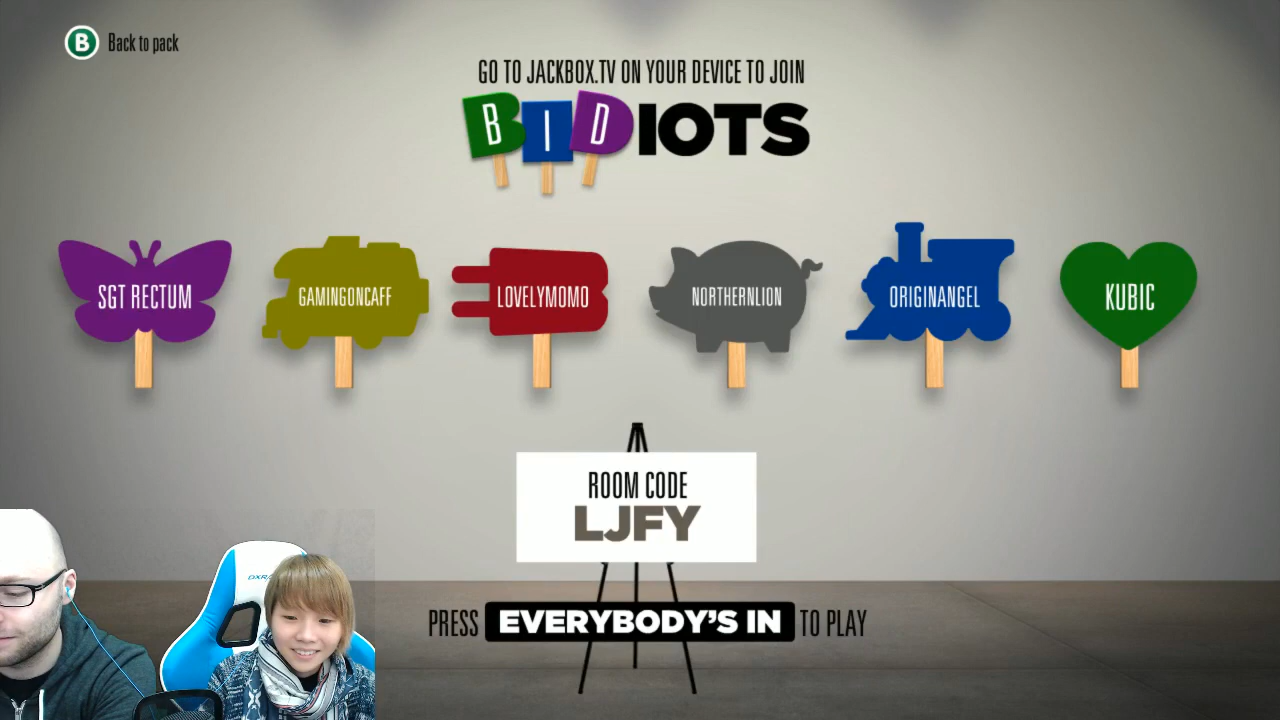 B Back to pack
GO TO JACKBOX.TV ON YOUR DEVICE TO JOIN
BIDIOTS
SGT RECTUM
GAMINGONCAFF
LOVELYMOMO
NORTHERNLION
ORIGINANGEL
KUBIC
ROOM CODE
LJFY
PRESS EVERYBODY'S IN TO PLAY